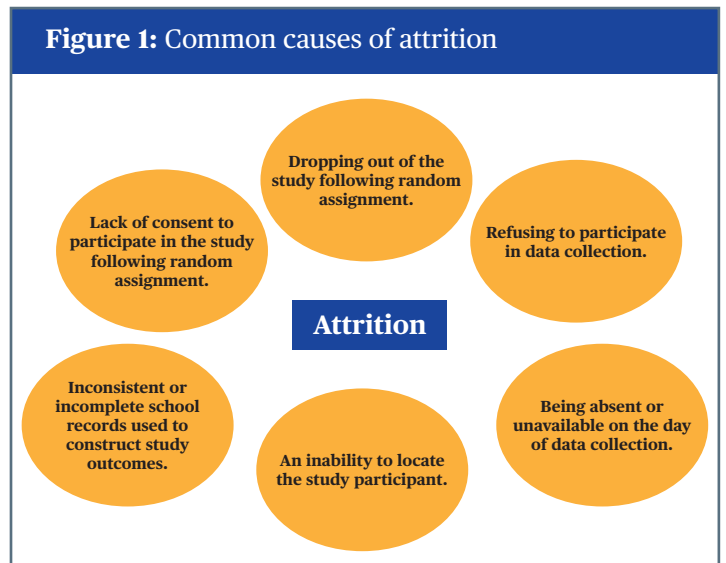 Figure 1: Common causes of attrition
Dropping out of the
study following random
assignment.
Lack of consent to
participate in the study
following random
assignment.
Refusing to participate
in data collection.
Attrition
Inconsistent or
incomplete school
records used to
construct study
outcomes.
An inability to locate
the study participant.
Being absent or
unavailable on the day
of data collection.